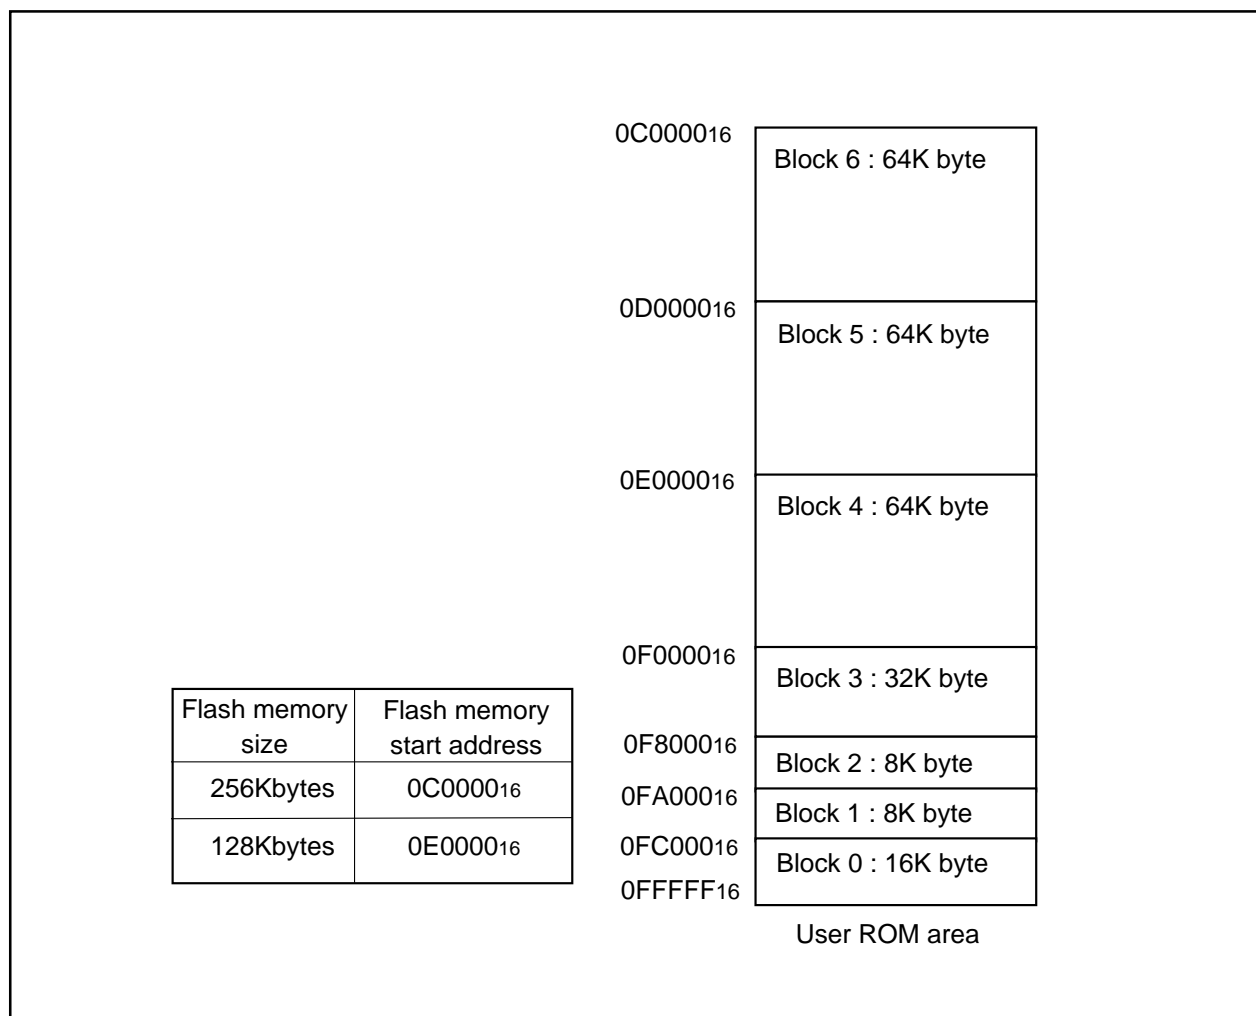 0C000016
Block 6 : 64K byte
0D000016
Block 5 : 64K byte
0E000016
Block 4 : 64K byte
0F000016
Block 3 : 32K byte
0F800016
Block 2 : 8K byte
0FA00016
Block 1 : 8K byte
0FC00016
Block 0 : 16K byte
0FFFFF16
User ROM area
Flash memory size
Flash memory start address
256Kbytes
0C000016
128Kbytes
0E000016